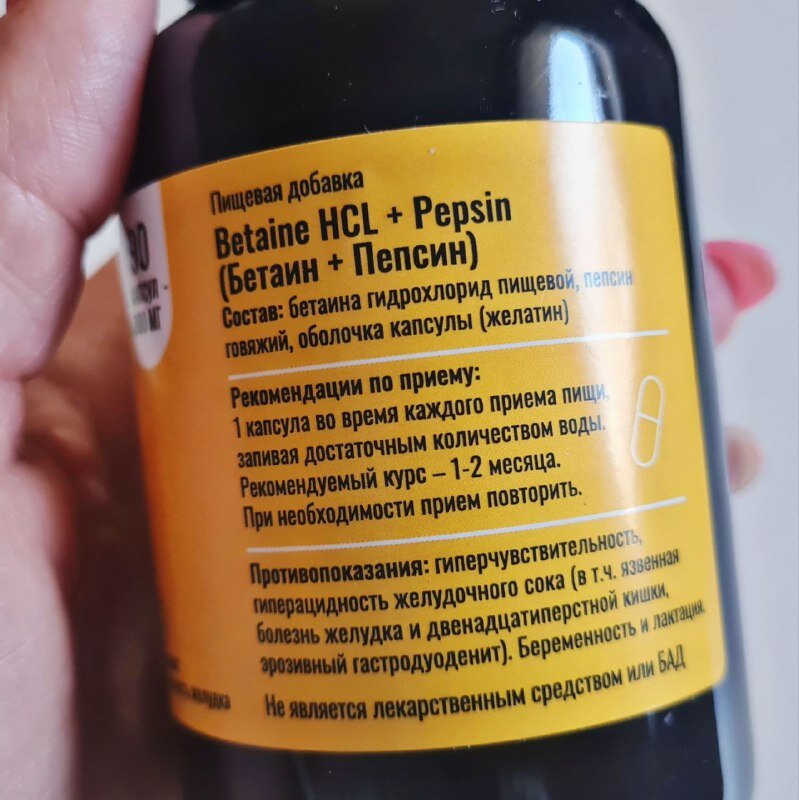 Пищевая добавка
Betaine HCL + Pepsin
(Бетаин + Пепсин)
Состав: бетаина гидрохлорид пищевой, пепсин
говяжий, оболочка капсулы (желатин)
Рекомендации по приему:
1 капсула во время каждого приема пищи,
запивая достаточным количеством воды.
Рекомендуемый курс – 1-2 месяца.
При необходимости прием повторить.
Противопоказания: гиперчувствительность,
гиперацидность желудочного сока (в т.ч. язвенная
болезнь желудка и двенадцатиперстной кишки,
эрозивный гастродуоденит). Беременность и лактация.
Не является лекарственным средством или БАД
90
МГ
желудка